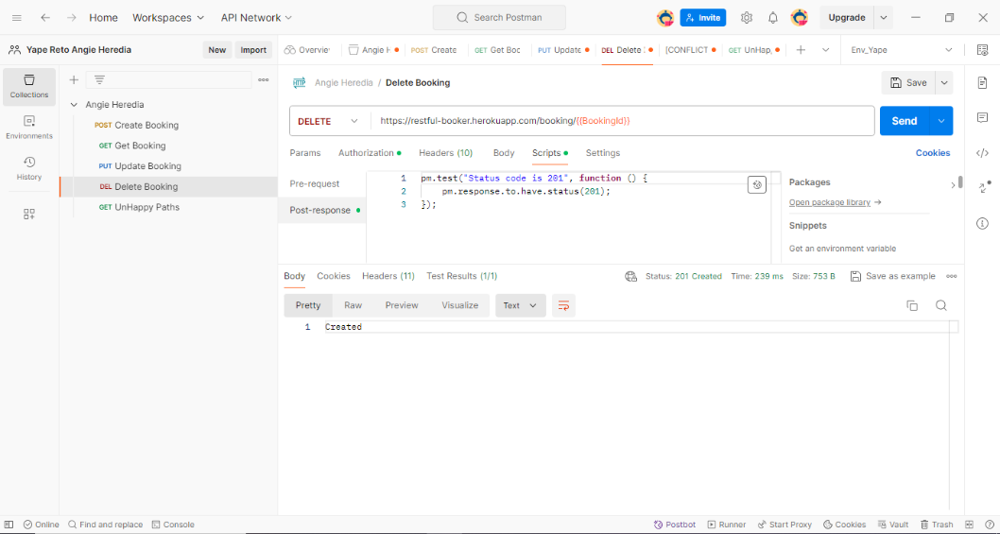 Home Workspaces API Network Search Postman Invite Upgrade
Yape Reto Angie Heredia New Import Overvie Angie H POST Create GET Get Boo PUT Update DEL Delete [CONFLICT GET UnHap Env_Yape
Collections
Environments
History
Angie Heredia
POST Create Booking
GET Get Booking
PUT Update Booking
DEL Delete Booking
GET UnHappy Paths
HTTP Angie Heredia / Delete Booking Save
DELETE https://restful-booker.herokuapp.com/booking/{{BookingId}} Send
Params Authorization Headers (10) Body Scripts Settings Cookies
Pre-request
Post-response
1 pm.test("Status code is 201", function () {
2 pm.response.to.have.status(201);
3 });
Packages
Open package library →
Snippets
Get an environment variable
Body Cookies Headers (11) Test Results (1/1) Status: 201 Created Time: 239 ms Size: 753 B Save as example
Pretty Raw Preview Visualize Text
1 Created
Online Find and replace Console Postbot Runner Start Proxy Cookies Vault Trash